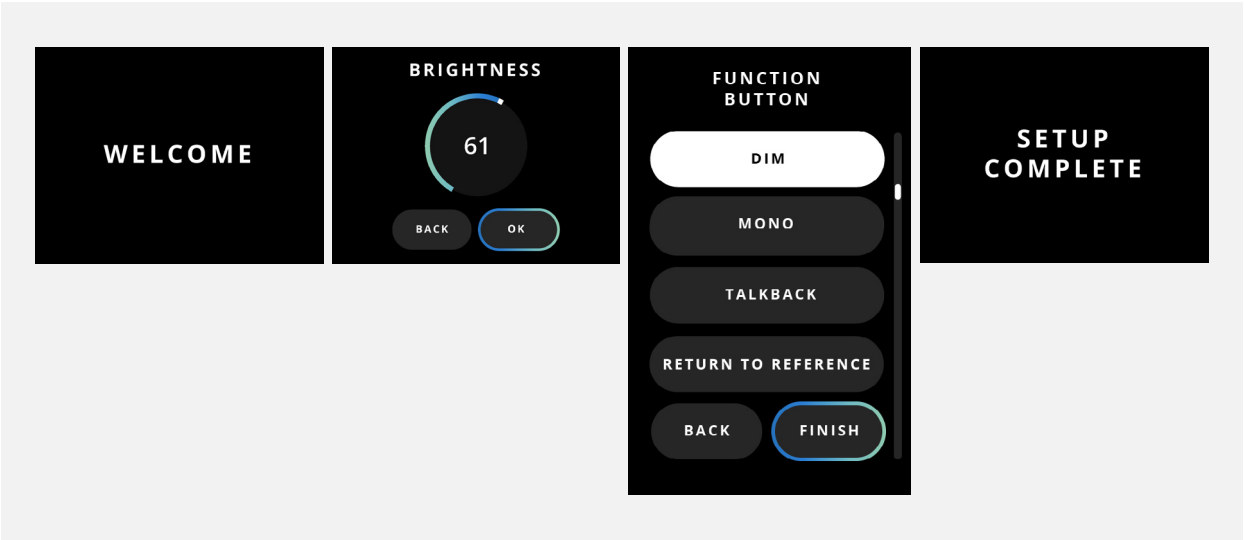 WELCOME
BRIGHTNESS
61
BACK
OK
FUNCTION
BUTTON
DIM
MONO
TALKBACK
RETURN TO REFERENCE
BACK
FINISH
SETUP
COMPLETE